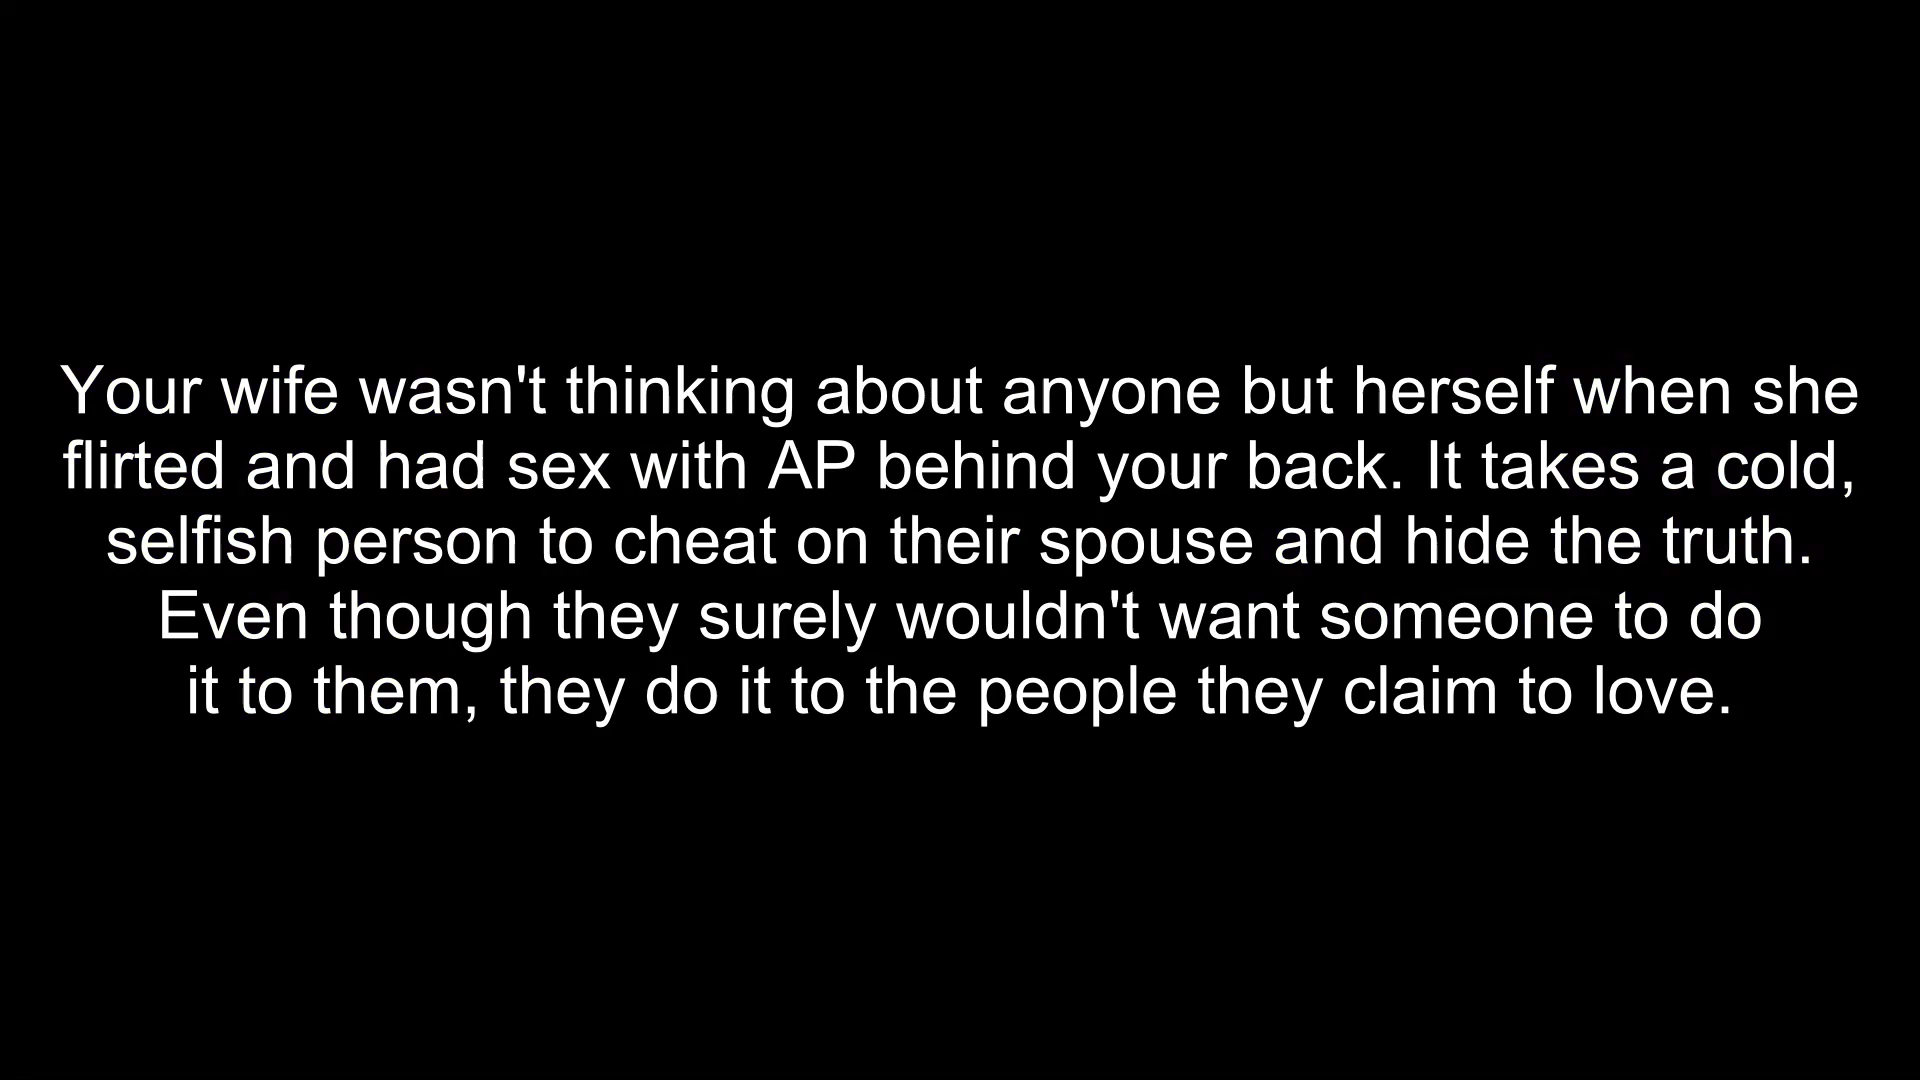 Your wife wasn't thinking about anyone but herself when she
flirted and had sex with AP behind your back. It takes a cold,
selfish person to cheat on their spouse and hide the truth.
Even though they surely wouldn't want someone to do
it to them, they do it to the people they claim to love.